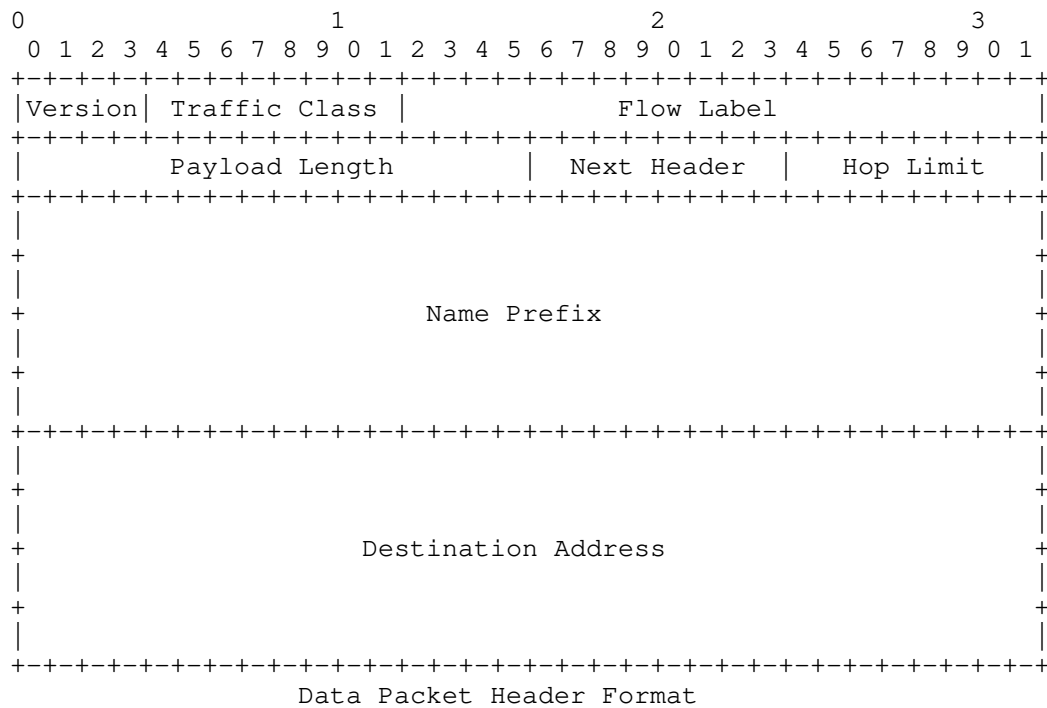 0                   1                   2                   3
 0 1 2 3 4 5 6 7 8 9 0 1 2 3 4 5 6 7 8 9 0 1 2 3 4 5 6 7 8 9 0 1
+-+-+-+-+-+-+-+-+-+-+-+-+-+-+-+-+-+-+-+-+-+-+-+-+-+-+-+-+-+-+-+-+
|Version| Traffic Class |             Flow Label                |
+-+-+-+-+-+-+-+-+-+-+-+-+-+-+-+-+-+-+-+-+-+-+-+-+-+-+-+-+-+-+-+-+
|         Payload Length        |  Next Header  |   Hop Limit   |
+-+-+-+-+-+-+-+-+-+-+-+-+-+-+-+-+-+-+-+-+-+-+-+-+-+-+-+-+-+-+-+-+
|                                                               |
+                                                               +
|                                                               |
+                         Name Prefix                           +
|                                                               |
+                                                               +
|                                                               |
+-+-+-+-+-+-+-+-+-+-+-+-+-+-+-+-+-+-+-+-+-+-+-+-+-+-+-+-+-+-+-+-+
|                                                               |
+                                                               +
|                                                               |
+                     Destination Address                       +
|                                                               |
+                                                               +
|                                                               |
+-+-+-+-+-+-+-+-+-+-+-+-+-+-+-+-+-+-+-+-+-+-+-+-+-+-+-+-+-+-+-+-+
                  Data Packet Header Format